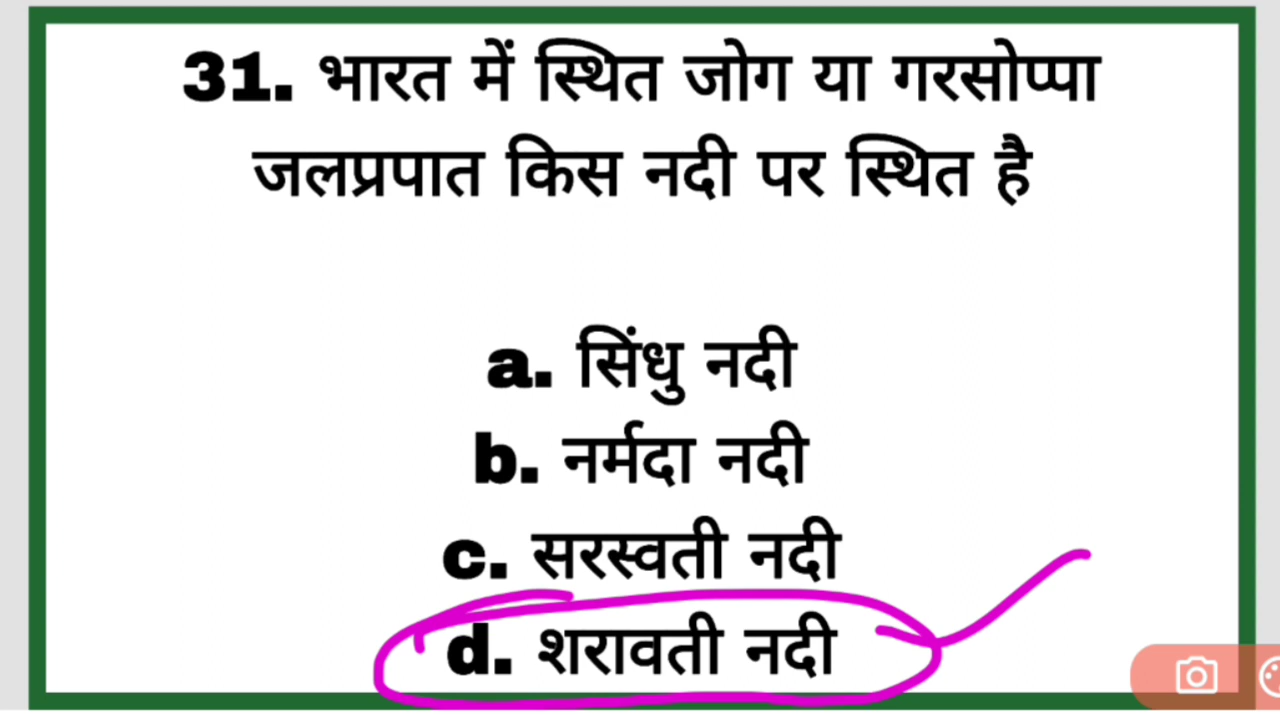 31. भारत में स्थित जोग या गरसोप्पा
जलप्रपात किस नदी पर स्थित है
a. सिंधु नदी
b. नर्मदा नदी
c. सरस्वती नदी
d. शरावती नदी